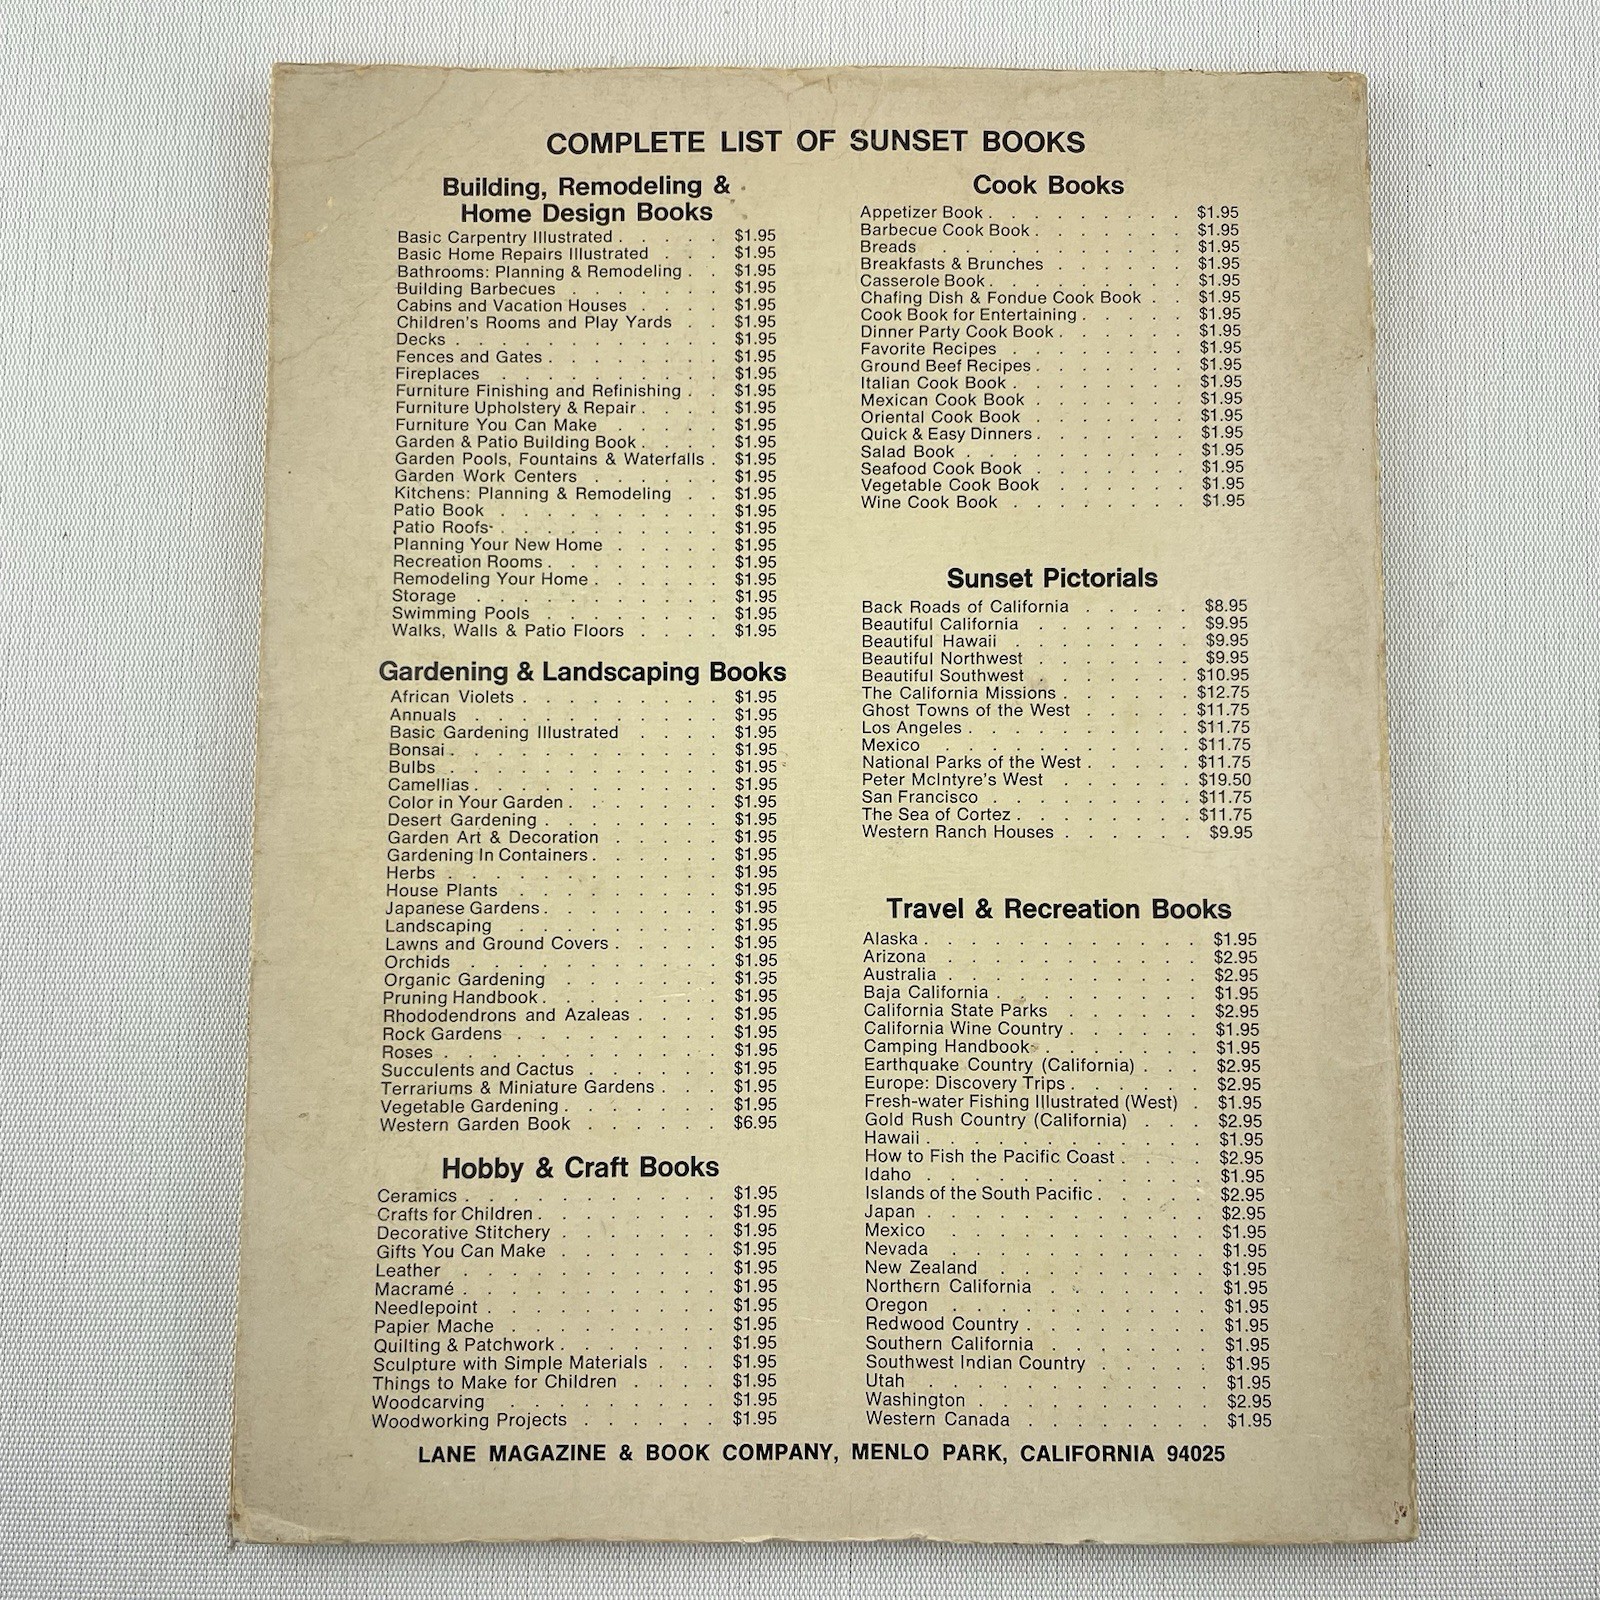 COMPLETE LIST OF SUNSET BOOKS
Building, Remodeling &
Home Design Books
Basic Carpentry Illustrated . . . . . $1.95
Basic Home Repairs Illustrated . . . $1.95
Bathrooms: Planning & Remodeling . . $1.95
Building Barbecues . . . . . . . $1.95
Cabins and Vacation Houses . . . . $1.95
Children's Rooms and Play Yards . . $1.95
Decks . . . . . . . . . . . . $1.95
Fences and Gates . . . . . . . . $1.95
Fireplaces . . . . . . . . . . $1.95
Furniture Finishing and Refinishing . . $1.95
Furniture Upholstery & Repair . . . . $1.95
Furniture You Can Make . . . . . $1.95
Garden & Patio Building Book . . . . $1.95
Garden Pools, Fountains & Waterfalls . $1.95
Garden Work Centers . . . . . . $1.95
Kitchens: Planning & Remodeling . . $1.95
Patio Book . . . . . . . . . . $1.95
Patio Roofs . . . . . . . . . . $1.95
Planning Your New Home . . . . . $1.95
Recreation Rooms . . . . . . . . $1.95
Remodeling Your Home . . . . . . $1.95
Storage . . . . . . . . . . . $1.95
Swimming Pools . . . . . . . . $1.95
Walks, Walls & Patio Floors . . . . $1.95
Gardening & Landscaping Books
African Violets . . . . . . . . . $1.95
Annuals . . . . . . . . . . . $1.95
Basic Gardening Illustrated . . . . $1.95
Bonsai . . . . . . . . . . . . $1.95
Bulbs . . . . . . . . . . . . $1.95
Camellias . . . . . . . . . . . $1.95
Color in Your Garden . . . . . . . $1.95
Desert Gardening . . . . . . . . $1.95
Garden Art & Decoration . . . . . $1.95
Gardening In Containers . . . . . . $1.95
Herbs . . . . . . . . . . . . $1.95
House Plants . . . . . . . . . $1.95
Japanese Gardens . . . . . . . . $1.95
Landscaping . . . . . . . . . $1.95
Lawns and Ground Covers . . . . . $1.95
Orchids . . . . . . . . . . . $1.95
Organic Gardening . . . . . . . $1.95
Pruning Handbook . . . . . . . . $1.95
Rhododendrons and Azaleas . . . . $1.95
Rock Gardens . . . . . . . . . $1.95
Roses . . . . . . . . . . . . $1.95
Succulents and Cactus . . . . . . $1.95
Terrariums & Miniature Gardens . . . $1.95
Vegetable Gardening . . . . . . . $1.95
Western Garden Book . . . . . . $6.95
Hobby & Craft Books
Ceramics . . . . . . . . . . . $1.95
Crafts for Children . . . . . . . . $1.95
Decorative Stitchery . . . . . . . $1.95
Gifts You Can Make . . . . . . . $1.95
Leather . . . . . . . . . . . $1.95
Macramé . . . . . . . . . . . $1.95
Needlepoint . . . . . . . . . . $1.95
Papier Mache . . . . . . . . . $1.95
Quilting & Patchwork . . . . . . . $1.95
Sculpture with Simple Materials . . . $1.95
Things to Make for Children . . . . $1.95
Woodcarving . . . . . . . . . $1.95
Woodworking Projects . . . . . . $1.95
Cook Books
Appetizer Book . . . . . . . . . $1.95
Barbecue Cook Book . . . . . . . $1.95
Breads . . . . . . . . . . . $1.95
Breakfasts & Brunches . . . . . . $1.95
Casserole Book . . . . . . . . . $1.95
Chafing Dish & Fondue Cook Book . . $1.95
Cook Book for Entertaining . . . . . $1.95
Dinner Party Cook Book . . . . . . $1.95
Favorite Recipes . . . . . . . . $1.95
Ground Beef Recipes . . . . . . . $1.95
Italian Cook Book . . . . . . . . $1.95
Mexican Cook Book . . . . . . . $1.95
Oriental Cook Book . . . . . . . $1.95
Quick & Easy Dinners . . . . . . . $1.95
Salad Book . . . . . . . . . . $1.95
Seafood Cook Book . . . . . . . $1.95
Vegetable Cook Book . . . . . . $1.95
Wine Cook Book . . . . . . . . $1.95
Sunset Pictorials
Back Roads of California . . . . . $8.95
Beautiful California . . . . . . . $9.95
Beautiful Hawaii . . . . . . . . $9.95
Beautiful Northwest . . . . . . . $9.95
Beautiful Southwest . . . . . . . $10.95
The California Missions . . . . . . $12.75
Ghost Towns of the West . . . . . $11.75
Los Angeles . . . . . . . . . . $11.75
Mexico . . . . . . . . . . . $11.75
National Parks of the West . . . . . $11.75
Peter McIntyre's West . . . . . . $19.50
San Francisco . . . . . . . . . $11.75
The Sea of Cortez . . . . . . . . $11.75
Western Ranch Houses . . . . . . $9.95
Travel & Recreation Books
Alaska . . . . . . . . . . . . $1.95
Arizona . . . . . . . . . . . $2.95
Australia . . . . . . . . . . . $2.95
Baja California . . . . . . . . . $1.95
California State Parks . . . . . . $2.95
California Wine Country . . . . . . $1.95
Camping Handbook . . . . . . . $1.95
Earthquake Country (California) . . . $2.95
Europe: Discovery Trips . . . . . . $2.95
Fresh-water Fishing Illustrated (West) . $1.95
Gold Rush Country (California) . . . $2.95
Hawaii . . . . . . . . . . . . $1.95
How to Fish the Pacific Coast . . . . $2.95
Idaho . . . . . . . . . . . . $1.95
Islands of the South Pacific . . . . . $2.95
Japan . . . . . . . . . . . . $2.95
Mexico . . . . . . . . . . . $1.95
Nevada . . . . . . . . . . . $1.95
New Zealand . . . . . . . . . $1.95
Northern California . . . . . . . $1.95
Oregon . . . . . . . . . . . $1.95
Redwood Country . . . . . . . . $1.95
Southern California . . . . . . . $1.95
Southwest Indian Country . . . . . $1.95
Utah . . . . . . . . . . . . $1.95
Washington . . . . . . . . . . $2.95
Western Canada . . . . . . . . $1.95
LANE MAGAZINE & BOOK COMPANY, MENLO PARK, CALIFORNIA 94025